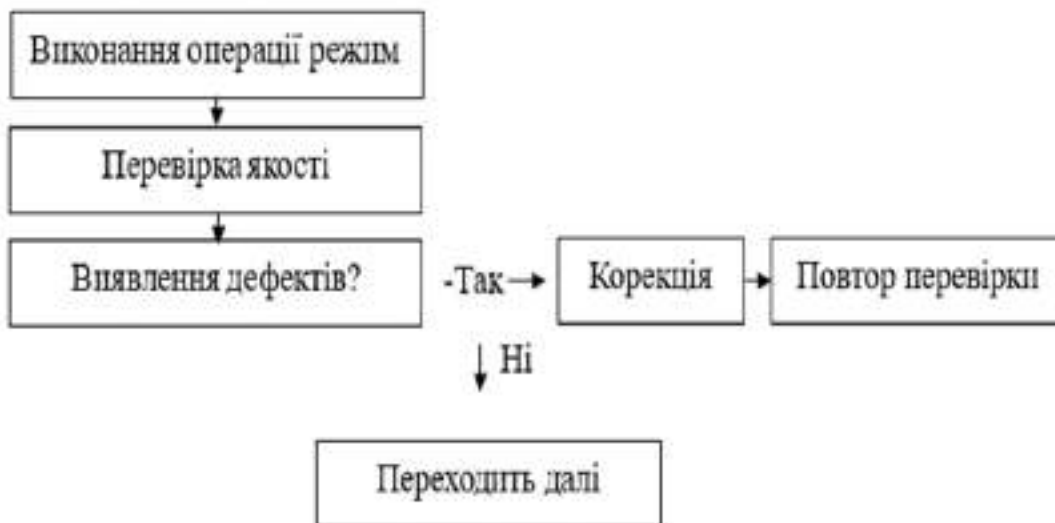 Виконання операції режим
Перевірка якості
Виявлення дефектів?
-Так
Корекція
Повтор перевірки
Ні
Переходить далі